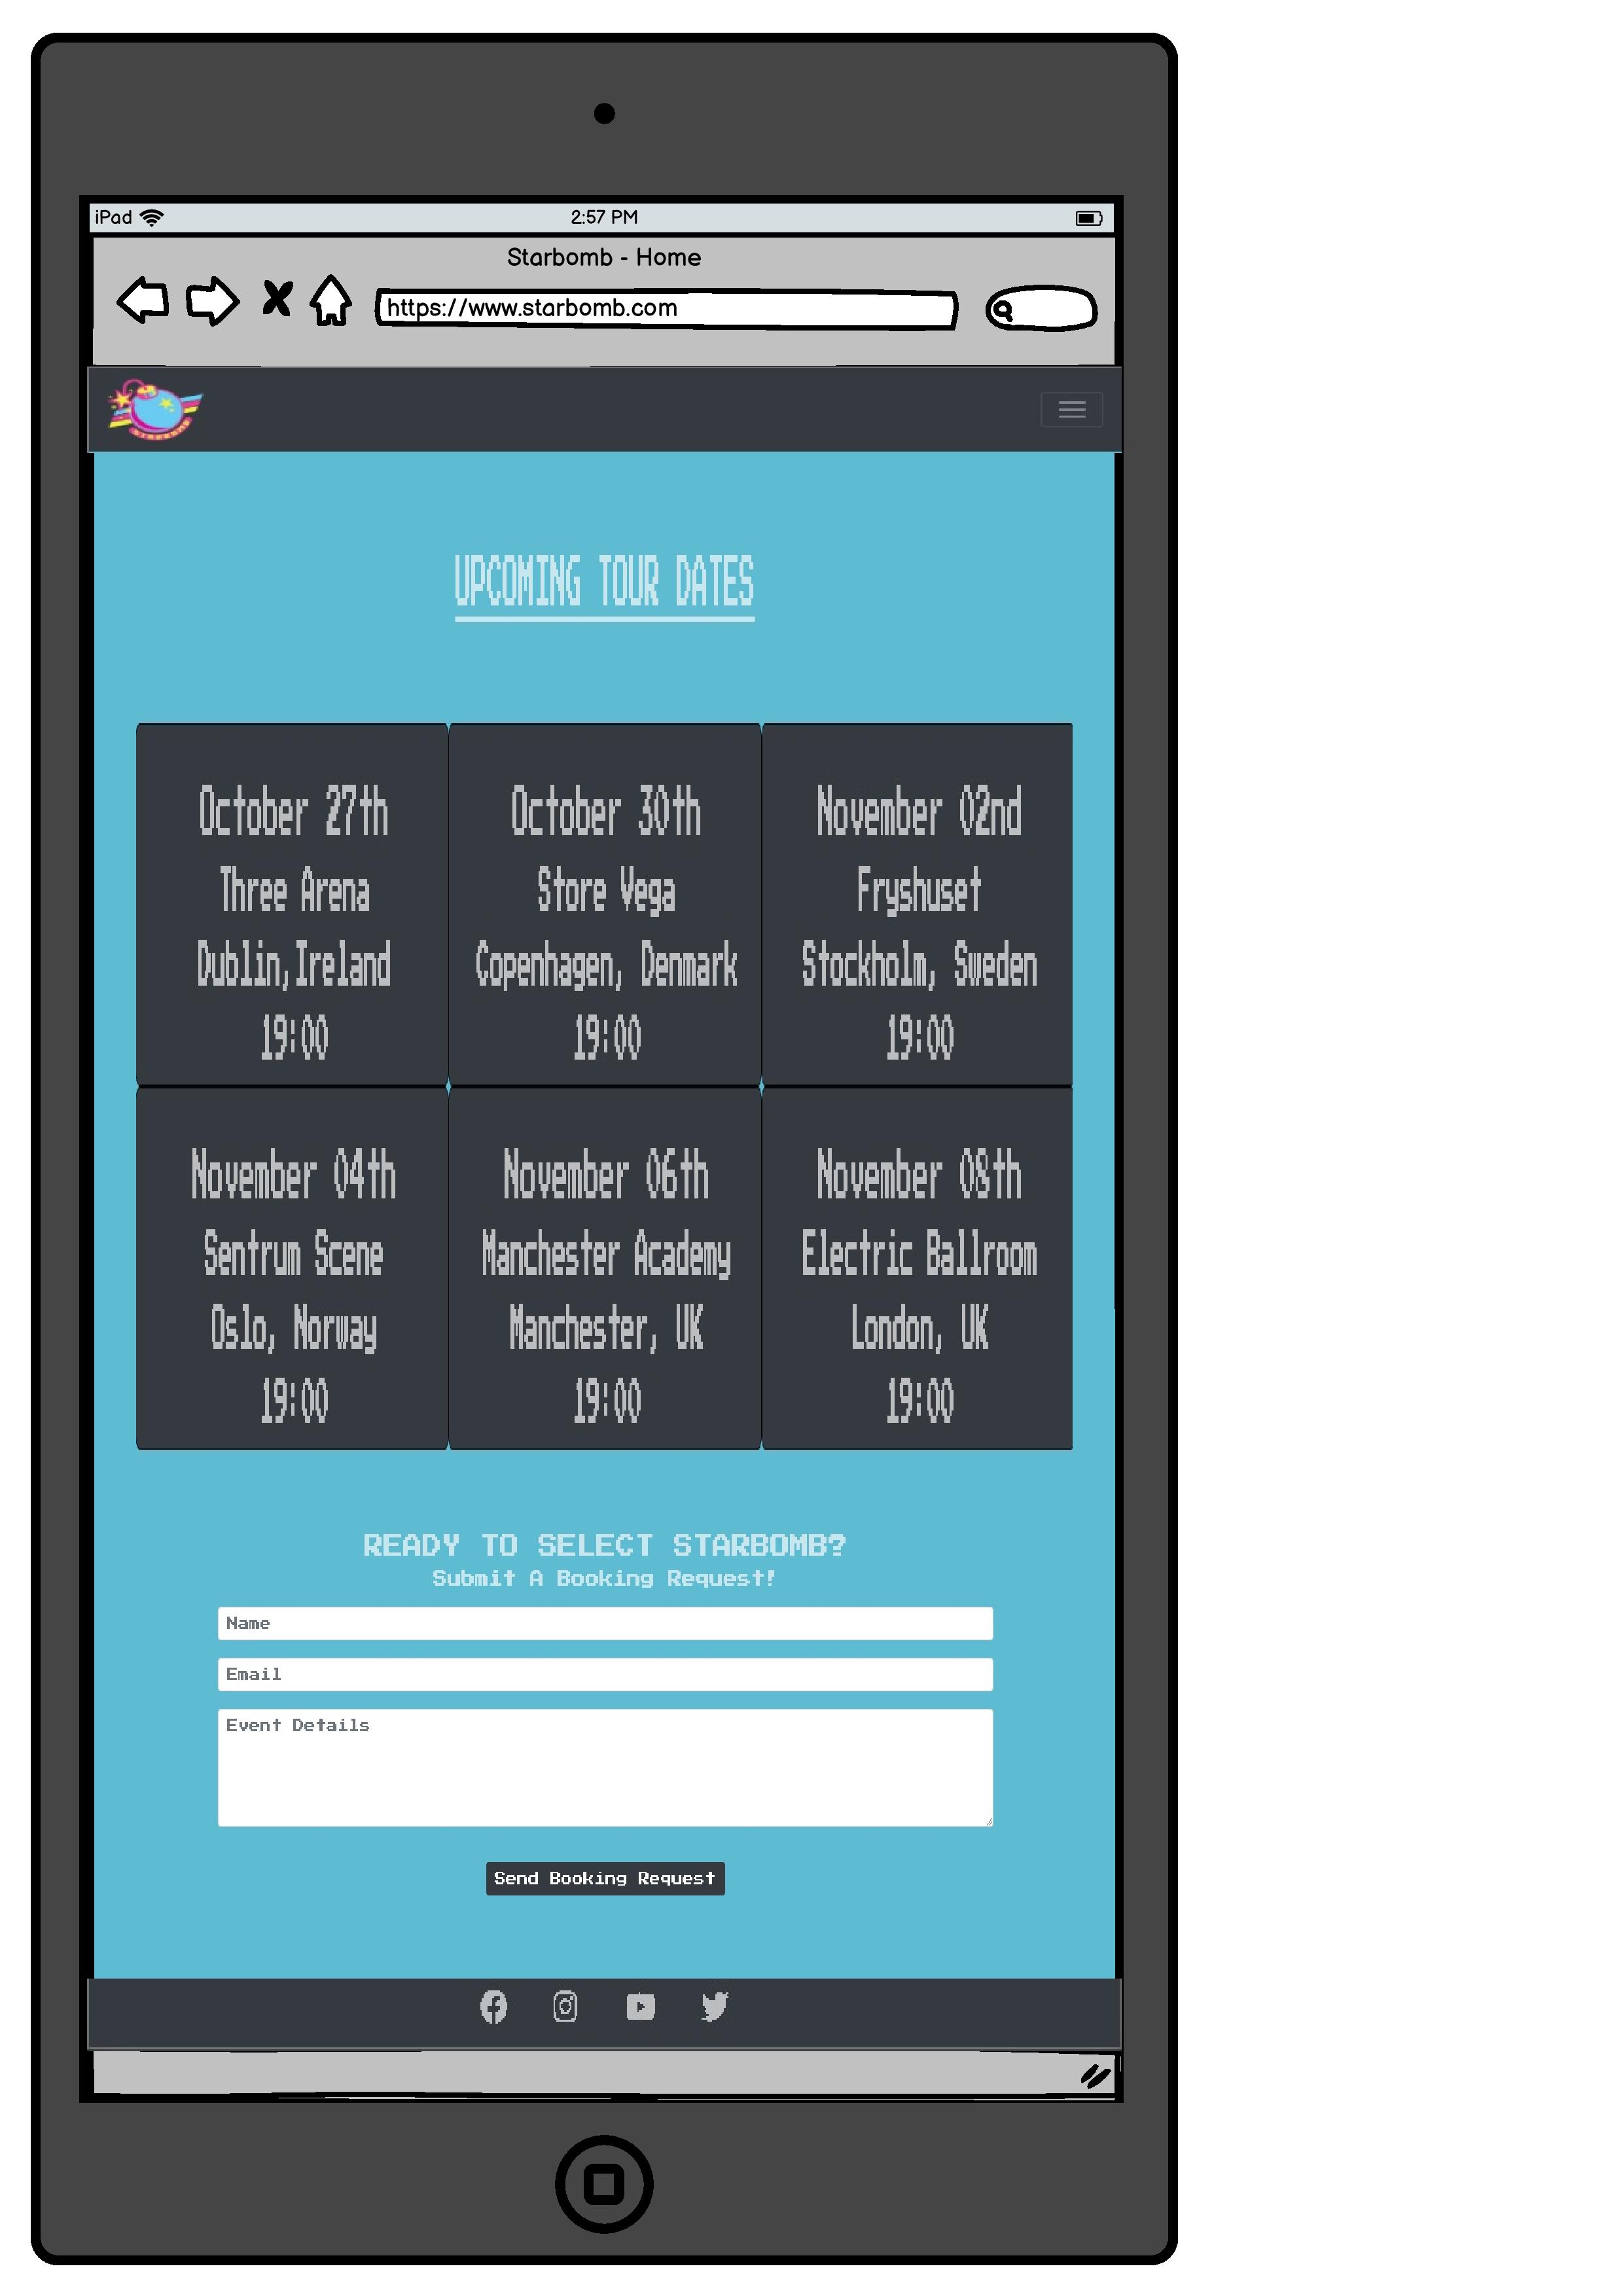 iPad 2:57 PM
Starbomb - Home
https://www.starbomb.com
STARBOMB
UPCOMING TOUR DATES
October 27th
Three Arena
Dublin,Ireland
19:00
October 30th
Store Vega
Copenhagen, Denmark
19:00
November 02nd
Fryshuset
Stockholm, Sweden
19:00
November 04th
Sentrum Scene
Oslo, Norway
19:00
November 06th
Manchester Academy
Manchester, UK
19:00
November 08th
Electric Ballroom
London, UK
19:00
READY TO SELECT STARBOMB?
Submit A Booking Request!
Name
Email
Event Details
Send Booking Request